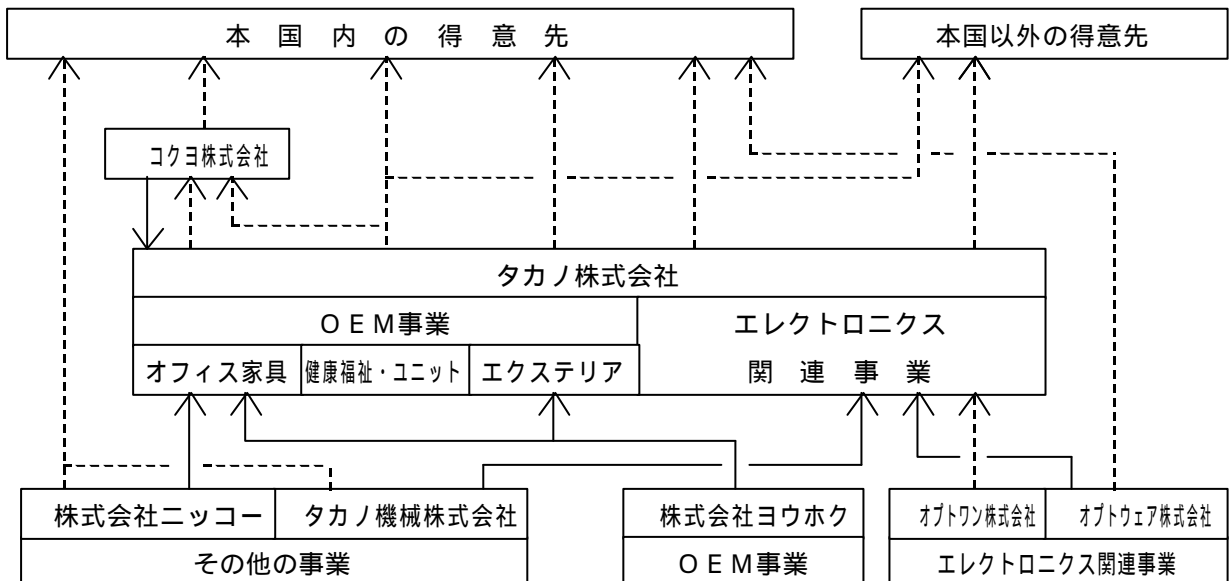 本国内の得意先
本国以外の得意先
コクヨ株式会社
タカノ株式会社
ＯＥＭ事業
エレクトロニクス
関連事業
オフィス家具
健康福祉・ユニット
エクステリア
株式会社ニッコー
タカノ機械株式会社
その他の事業
株式会社ヨウホク
ＯＥＭ事業
オプトワン株式会社
オプトウェア株式会社
エレクトロニクス関連事業